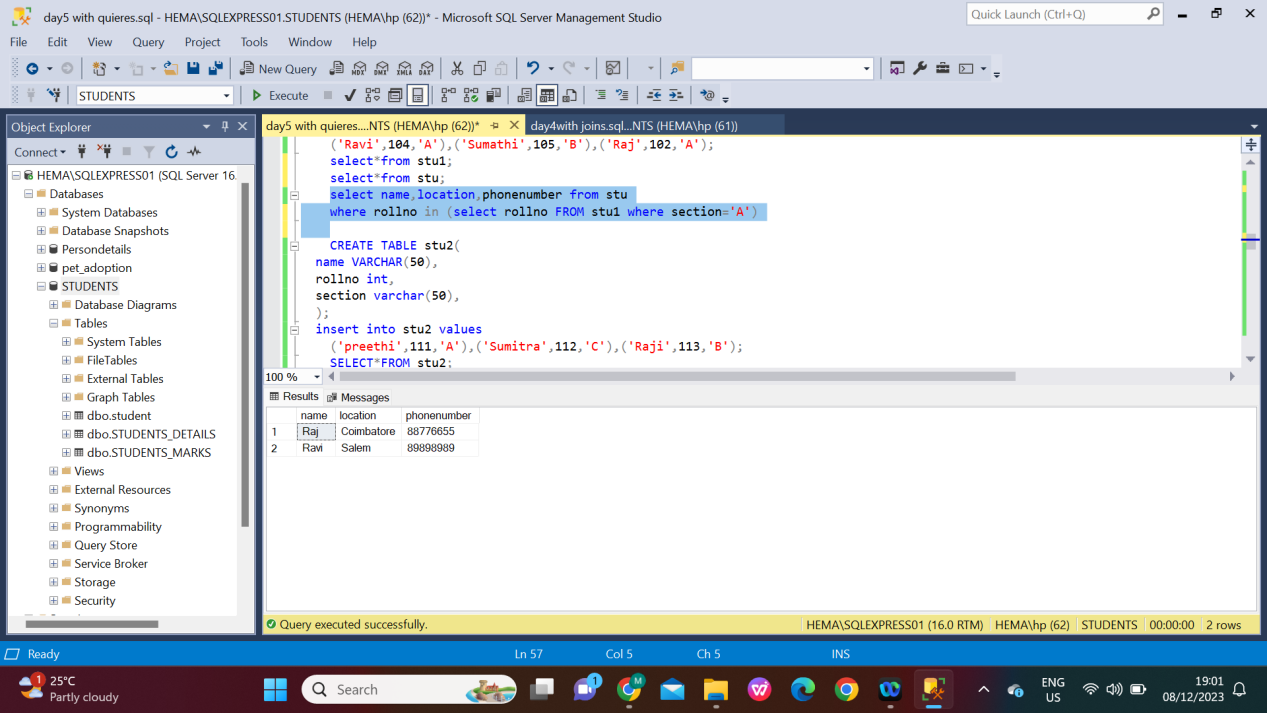 day5 with quieres.sql - HEMA\SQLEXPRESS01.STUDENTS (HEMA\hp (62))* - Microsoft SQL Server Management Studio
Quick Launch (Ctrl+Q)
File Edit View Query Project Tools Window Help
New Query MDX DMX XMLA DAX
STUDENTS Execute
Object Explorer
Connect
HEMA\SQLEXPRESS01 (SQL Server 16.
Databases
System Databases
Database Snapshots
Persondetails
pet_adoption
STUDENTS
Database Diagrams
Tables
System Tables
FileTables
External Tables
Graph Tables
dbo.student
dbo.STUDENTS_DETAILS
dbo.STUDENTS_MARKS
Views
External Resources
Synonyms
Programmability
Query Store
Service Broker
Storage
Security
day5 with quieres....NTS (HEMA\hp (62))* day4with joins.sql...NTS (HEMA\hp (61))
('Ravi',104,'A'),('Sumathi',105,'B'),('Raj',102,'A');
select*from stu1;
select*from stu;
select name,location,phonenumber from stu
where rollno in (select rollno FROM stu1 where section='A')
CREATE TABLE stu2(
name VARCHAR(50),
rollno int,
section varchar(50),
);
insert into stu2 values
('preethi',111,'A'),('Sumitra',112,'C'),('Raji',113,'B');
SELECT*FROM stu2;
100 %
Results Messages
name location phonenumber
1 Raj Coimbatore 88776655
2 Ravi Salem 89898989
Query executed successfully. HEMA\SQLEXPRESS01 (16.0 RTM) HEMA\hp (62) STUDENTS 00:00:00 2 rows
Ready Ln 57 Col 5 Ch 5 INS
1
25°C
Partly cloudy
Search
1
M
ENG
US
19:01
08/12/2023